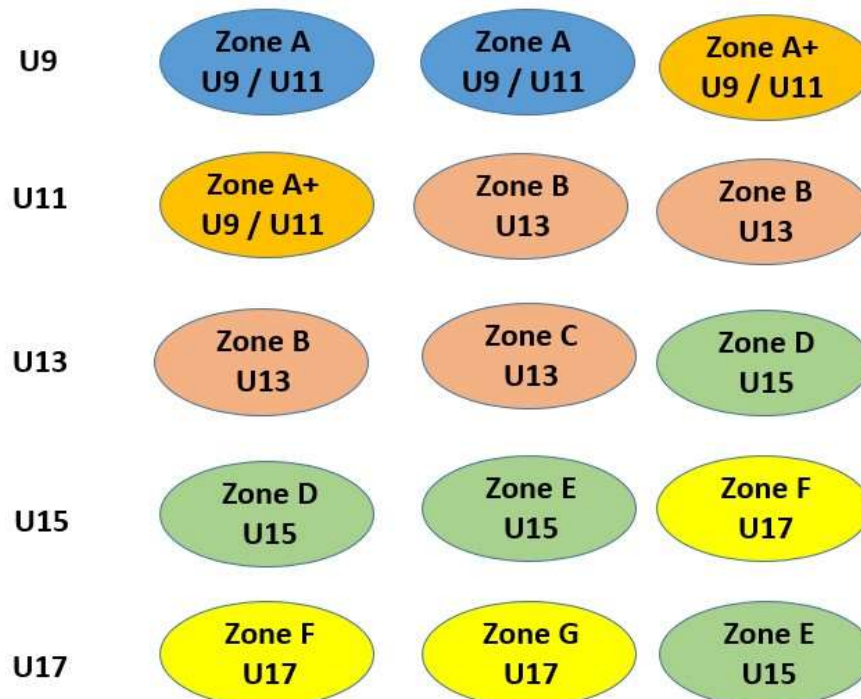 U9
Zone A
U9 / U11
Zone A
U9 / U11
Zone A+
U9 / U11
U11
Zone A+
U9 / U11
Zone B
U13
Zone B
U13
U13
Zone B
U13
Zone C
U13
Zone D
U15
U15
Zone D
U15
Zone E
U15
Zone F
U17
U17
Zone F
U17
Zone G
U17
Zone E
U15